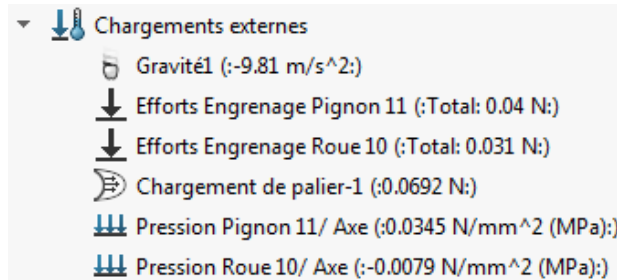 Chargements externes
Gravité1 (:-9.81 m/s^2:)
Efforts Engrenage Pignon 11 (:Total: 0.04 N:)
Efforts Engrenage Roue 10 (:Total: 0.031 N:)
Chargement de palier-1 (:0.0692 N:)
Pression Pignon 11/ Axe (:0.0345 N/mm^2 (MPa):)
Pression Roue 10/ Axe (:-0.0079 N/mm^2 (MPa):)